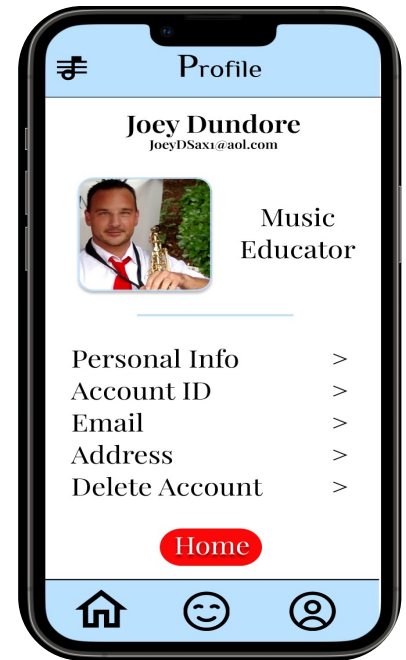 Profile
Joey Dundore
JoeyDSax1@aol.com
Music
Educator
Personal Info >
Account ID >
Email >
Address >
Delete Account >
Home